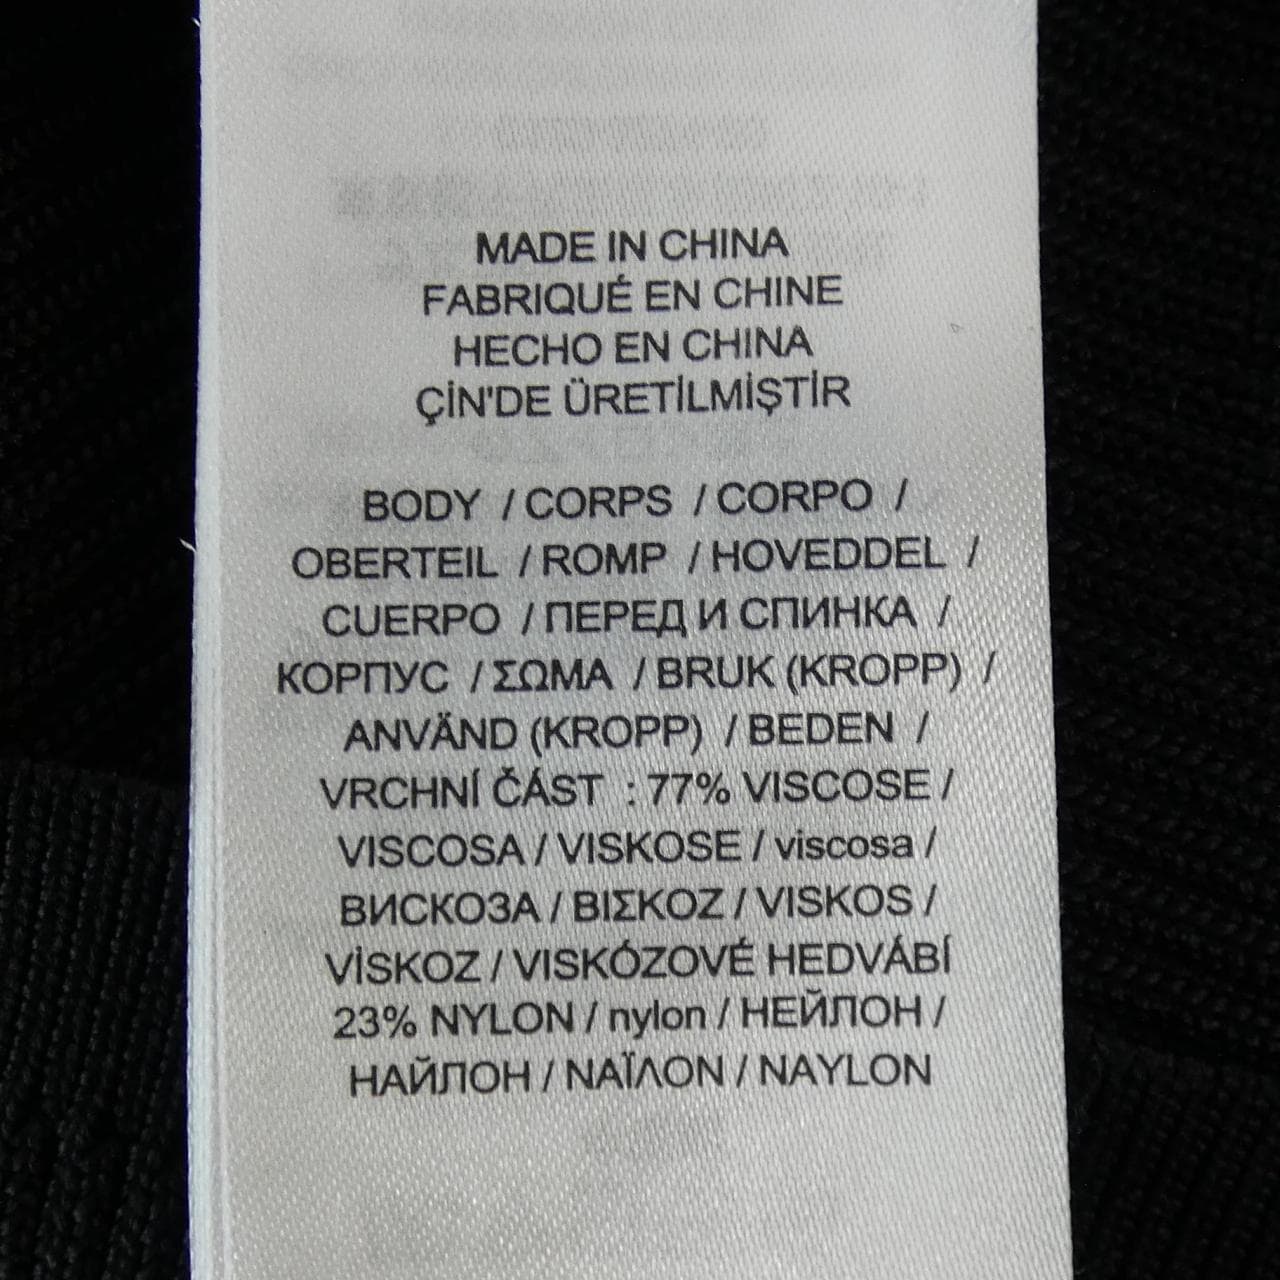 MADE IN CHINA
FABRIQUÉ EN CHINE
HECHO EN CHINA
ÇİN'DE ÜRETİLMİŞTİR
BODY / CORPS / CORPO /
OBERTEIL / ROMP / HOVEDDEL /
CUERPO / ПЕРЕД И СПИНКА /
КОРПУС / ΣΩΜΑ / BRUK (KROPP) /
ANVÄND (KROPP) / BEDEN /
VRCHNÍ ČÁST : 77% VISCOSE /
VISCOSA / VISKOSE / viscosa /
ВИСКОЗА / ΒΙΣΚΟΖ / VISKOS /
VİSKOZ / VISKÓZOVÉ HEDVÁBÍ
23% NYLON / nylon / НЕЙЛОН /
НАЙЛОН / ΝΑΪΛΟΝ / NAYLON